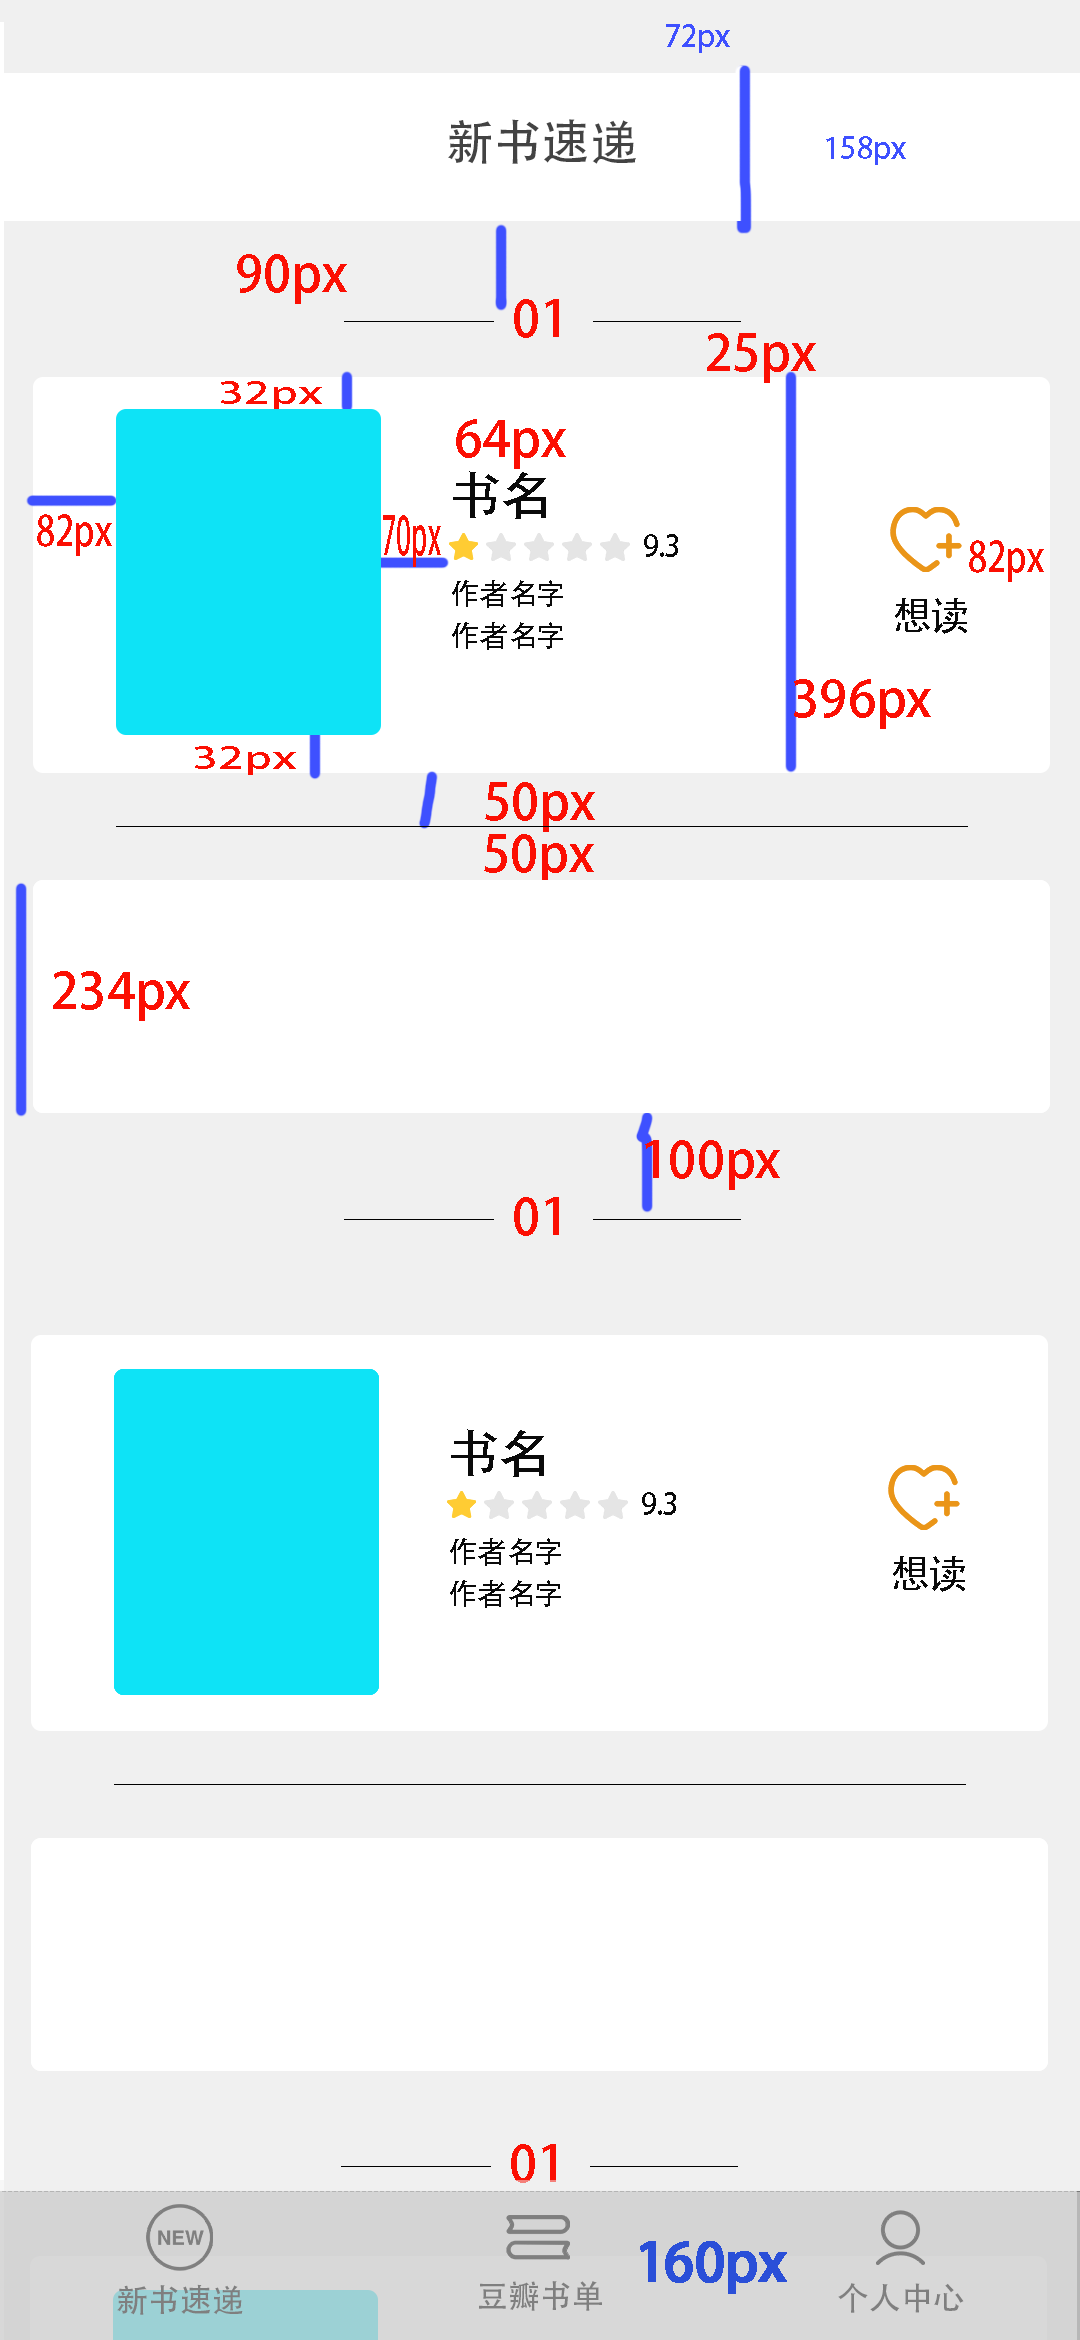 72px
新书速递
158px
90px
01
25px
32px
64px
书名
82px
70px
9.3
82px
作者名字
想读
作者名字
396px
32px
50px
50px
234px
100px
01
书名
9.3
作者名字
想读
作者名字
01
NEW
160px
新书速递
豆瓣书单
个人中心